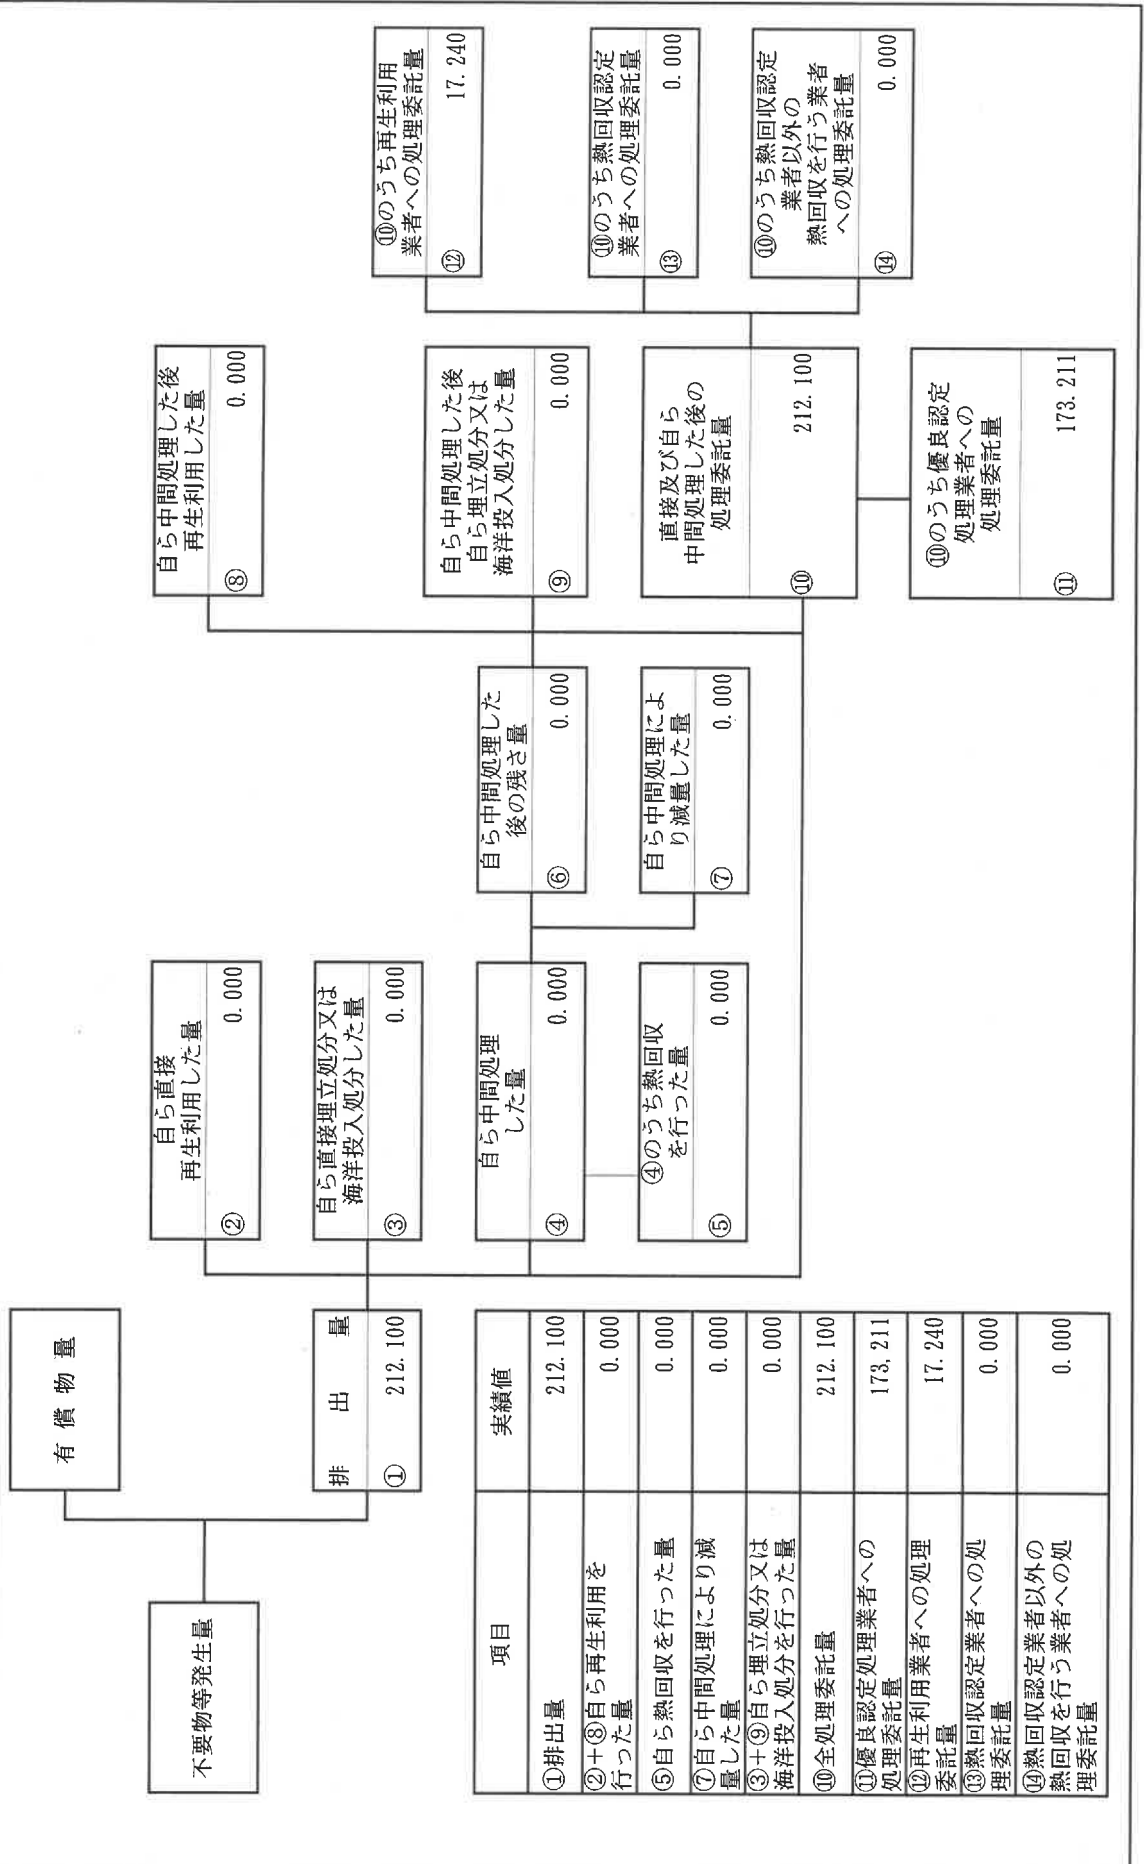 不要物等発生量
有 償 物 量
排 出 量
① 212.100
自ら直接
再生利用した量
② 0.000
自ら直接埋立処分又は
海洋投入処分した量
③ 0.000
自ら中間処理
した量
④ 0.000
④のうち熱回収
を行った量
⑤ 0.000
自ら中間処理した
後の残さ量
⑥ 0.000
自ら中間処理によ
り減量した量
⑦ 0.000
自ら中間処理した後
再生利用した量
⑧ 0.000
自ら中間処理した後
自ら埋立処分又は
海洋投入処分した量
⑨ 0.000
直接及び自ら
中間処理した後の
処理委託量
⑩ 212.100
⑩のうち優良認定
処理業者への
処理委託量
⑪ 173.211
⑩のうち再生利用
業者への処理委託量
⑫ 17.240
⑩のうち熱回収認定
業者への処理委託量
⑬ 0.000
⑩のうち熱回収認定
業者以外の
熱回収を行う業者
への処理委託量
⑭ 0.000
項目 実績値
①排出量 212.100
②+⑧自ら再生利用を
行った量 0.000
⑤自ら熱回収を行った量 0.000
⑦自ら中間処理により減
量した量 0.000
③+⑨自ら埋立処分又は
海洋投入処分を行った量 0.000
⑩全処理委託量 212.100
⑪優良認定処理業者への
処理委託量 173.211
⑫再生利用業者への処理
委託量 17.240
⑬熱回収認定業者への処
理委託量 0.000
⑭熱回収認定業者以外の
熱回収を行う業者への処
理委託量 0.000